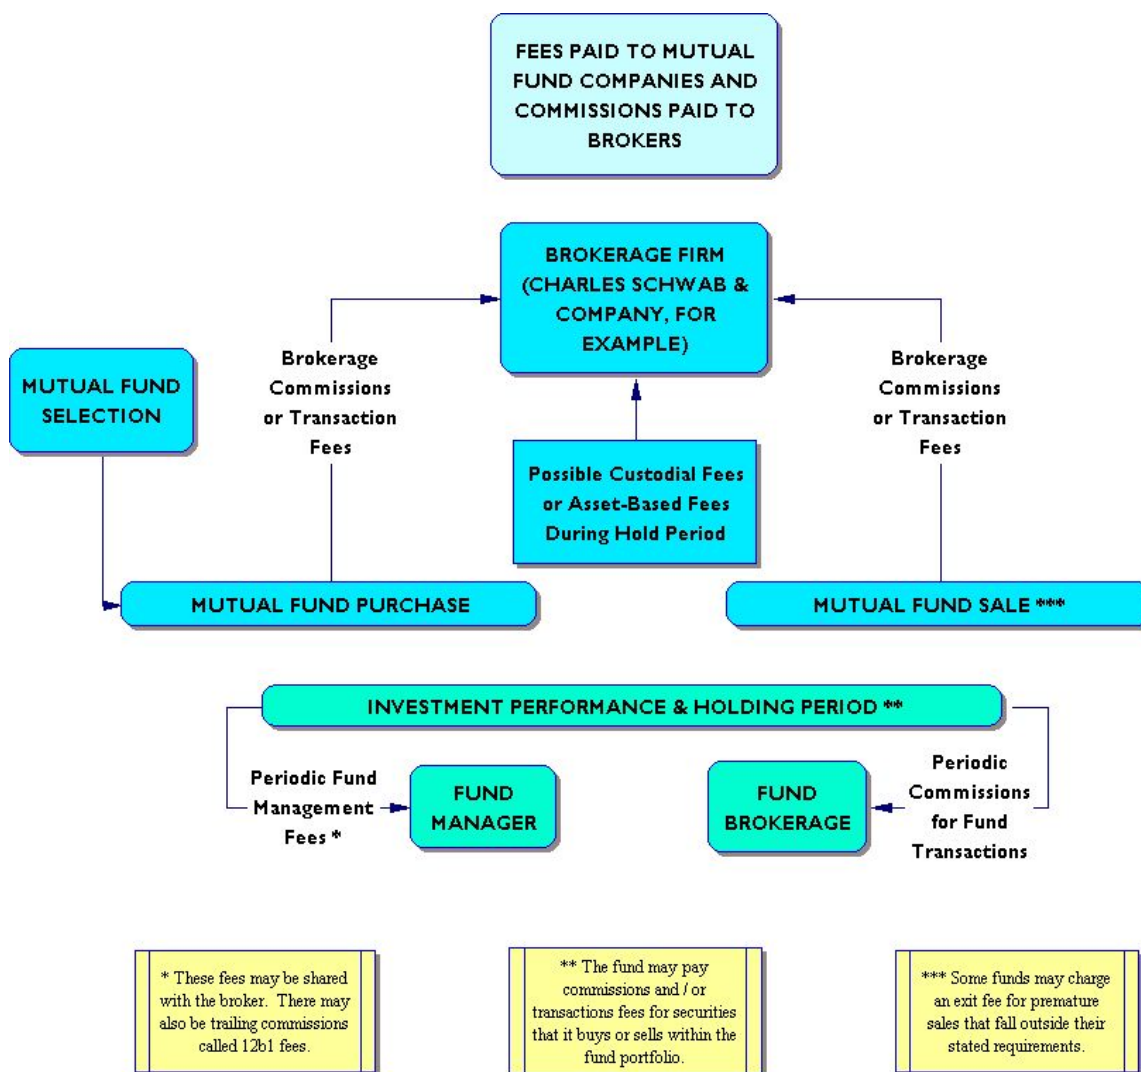 FEES PAID TO MUTUAL
FUND COMPANIES AND
COMMISSIONS PAID TO
BROKERS
BROKERAGE FIRM
(CHARLES SCHWAB &
COMPANY, FOR
EXAMPLE)
MUTUAL FUND
SELECTION
Brokerage
Commissions
or Transaction
Fees
Brokerage
Commissions
or Transaction
Fees
Possible Custodial Fees
or Asset-Based Fees
During Hold Period
MUTUAL FUND PURCHASE
MUTUAL FUND SALE ***
INVESTMENT PERFORMANCE & HOLDING PERIOD **
Periodic Fund
Management
Fees *
FUND
MANAGER
FUND
BROKERAGE
Periodic
Commissions
for Fund
Transactions
* These fees may be shared
with the broker. There may
also be trailing commissions
called 12b1 fees.
** The fund may pay
commissions and / or
transactions fees for securities
that it buys or sells within the
fund portfolio.
*** Some funds may charge
an exit fee for premature
sales that fall outside their
stated requirements.